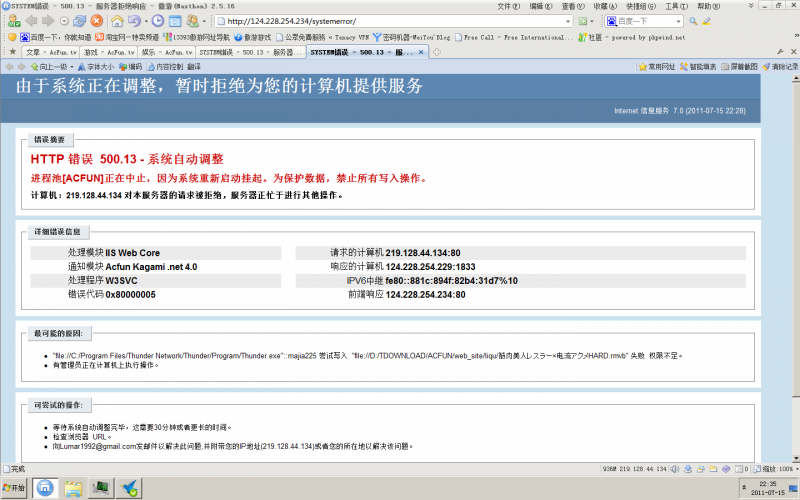 SYSTEM错误 - 500.13 - 服务器拒绝响应 - 傲游 (Maxthon) 2.5.16
文件(F) 编辑(E) 查看(V) 收藏(A) 快捷组(G) 工具(T) 帮助(H)
http://124.228.254.234/systemerror/
百度一下
收藏 百度一下,你就知道 淘宝网一特卖频道 13393傲游网址导航 傲游游戏 公爵免费服务 Tenacy VPN 密码机器-WaiTou'Blog Free Call - Free International... 社區 - powered by phpwind.net
文章 - AcFun.tv 游戏 - AcFun.tv 娱乐 - AcFun.tv SYSTEM错误 - 500.13 - 服务器... SYSTEM错误 - 500.13 - 服...
向上一级 字体大小 编码 内容控制 翻译 常用网址 智能填表 屏幕截图 清除记录
由于系统正在调整，暂时拒绝为您的计算机提供服务
Internet 信息服务 7.0 (2011-07-15 22:28)
错误摘要
HTTP 错误 500.13 - 系统自动调整
进程池[ACFUN]正在中止，因为系统重新启动挂起。为保护数据，禁止所有写入操作。
计算机：219.128.44.134 对本服务器的请求被拒绝，服务器正忙于进行其他操作。
详细错误信息
处理模块 IIS Web Core 请求的计算机 219.128.44.134:80
通知模块 Acfun Kagami .net 4.0 响应的计算机 124.228.254.229:1833
处理程序 W3SVC IPV6中继 fe80::881c:894f:82b4:31d7%10
错误代码 0x80000005 前端响应 124.228.254.234:80
最可能的原因:
"file://C:/Program Files/Thunder Network/Thunder/Program/Thunder.exe"::majia225 尝试写入 "file://D:/TDOWNLOAD/ACFUN/web_site/liqu/筋肉美人レスラー×电流アクメHARD.rmvb" 失败 权限不足。
有管理员正在计算机上执行操作。
可尝试的操作:
等待系统自动调整完毕，这需要30分钟或者更长的时间。
检查浏览器 URL。
向Lumar1992@gmail.com发邮件以解决此问题,并附带您的IP地址(219.128.44.134)或者您的所在地以解决该问题。
完成
936M 219.128.44.134 0 缩放:100%
开始
22:35
2011-07-15